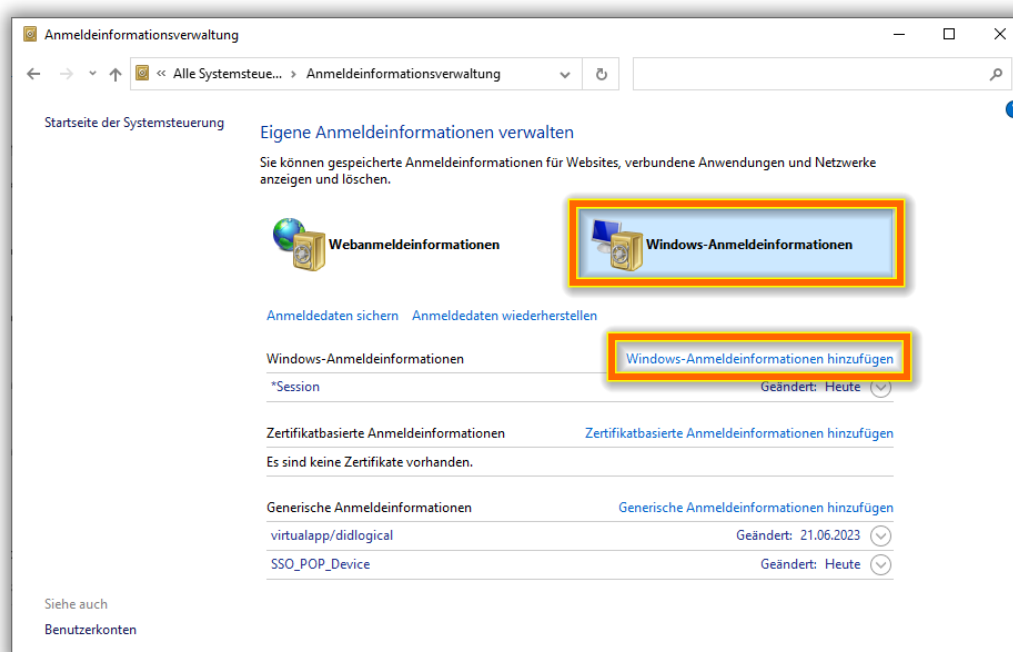 Anmeldeinformationsverwaltung
« Alle Systemsteue... › Anmeldeinformationsverwaltung
Startseite der Systemsteuerung
Eigene Anmeldeinformationen verwalten
Sie können gespeicherte Anmeldeinformationen für Websites, verbundene Anwendungen und Netzwerke
anzeigen und löschen.
Webanmeldeinformationen
Windows-Anmeldeinformationen
Anmeldedaten sichern Anmeldedaten wiederherstellen
Windows-Anmeldeinformationen Windows-Anmeldeinformationen hinzufügen
*Session Geändert: Heute
Zertifikatbasierte Anmeldeinformationen Zertifikatbasierte Anmeldeinformationen hinzufügen
Es sind keine Zertifikate vorhanden.
Generische Anmeldeinformationen Generische Anmeldeinformationen hinzufügen
virtualapp/didlogical Geändert: 21.06.2023
SSO_POP_Device Geändert: Heute
Siehe auch
Benutzerkonten